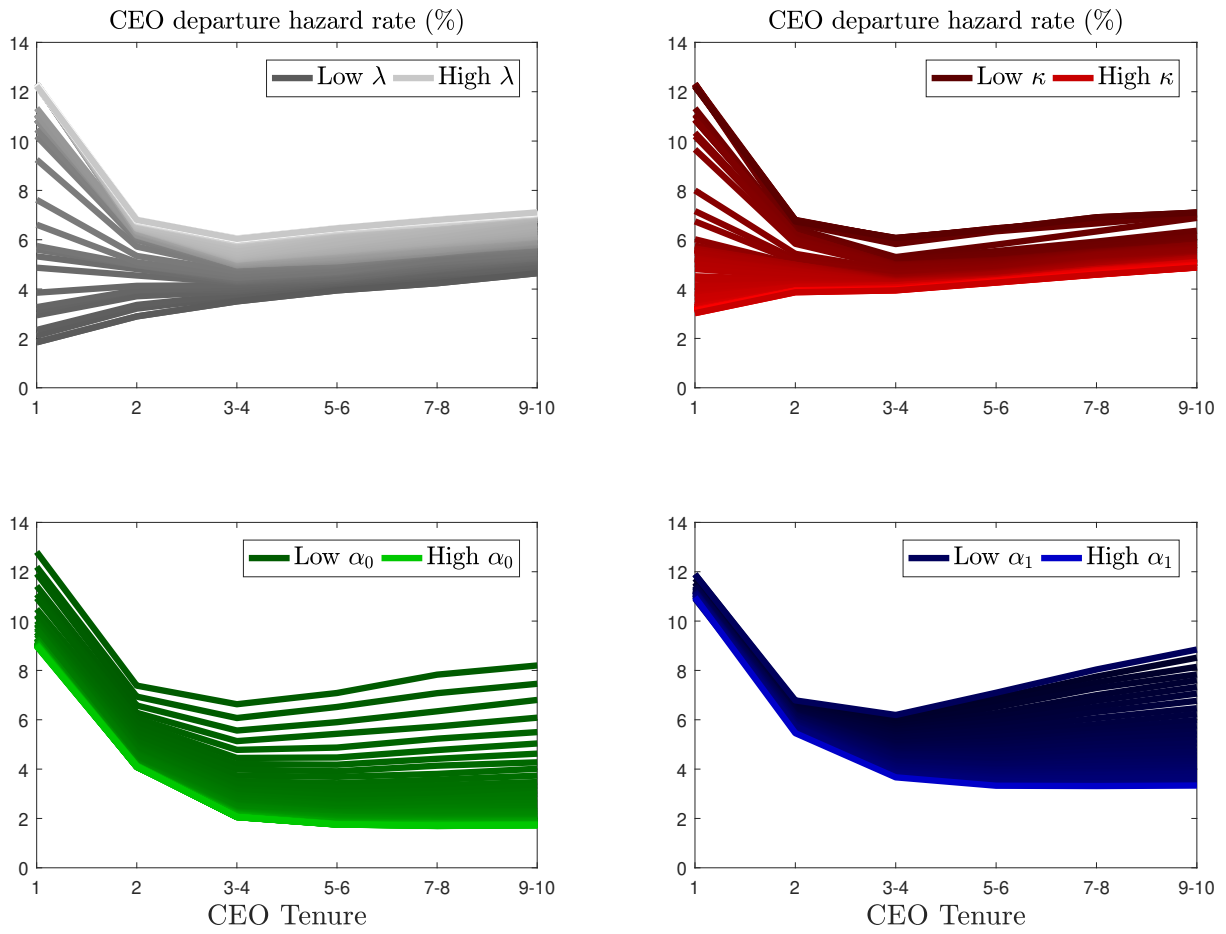 CEO departure hazard rate (%)
CEO departure hazard rate (%)
14
12
10
8
6
4
2
0
Low λ High λ
1 2 3-4 5-6 7-8 9-10
14
12
10
8
6
4
2
0
Low κ High κ
1 2 3-4 5-6 7-8 9-10
14
12
10
8
6
4
2
0
Low α₀ High α₀
1 2 3-4 5-6 7-8 9-10
CEO Tenure
14
12
10
8
6
4
2
0
Low α₁ High α₁
1 2 3-4 5-6 7-8 9-10
CEO Tenure